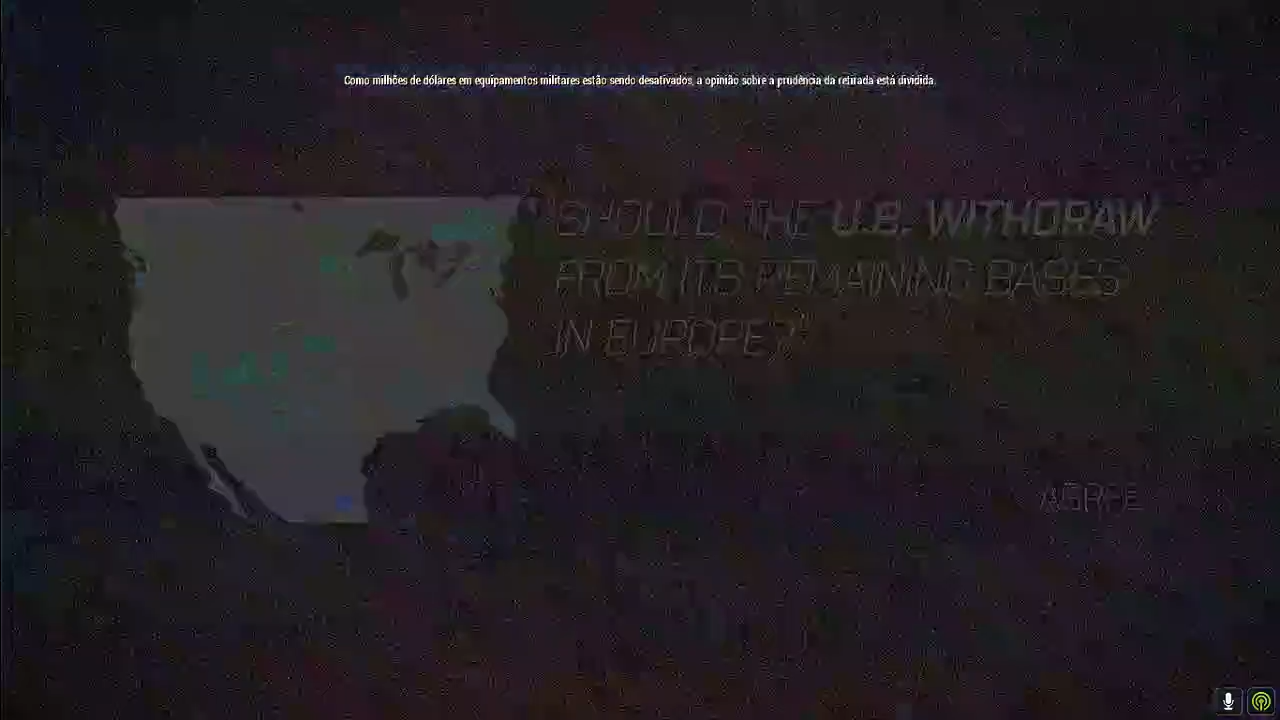 Como milhões de dólares em equipamentos militares estão sendo desativados, a opinião sobre a prudência da retirada está dividida.
"SHOULD THE U.S. WITHDRAW
FROM ITS REMAINING BASES
IN EUROPE?"
AGREE